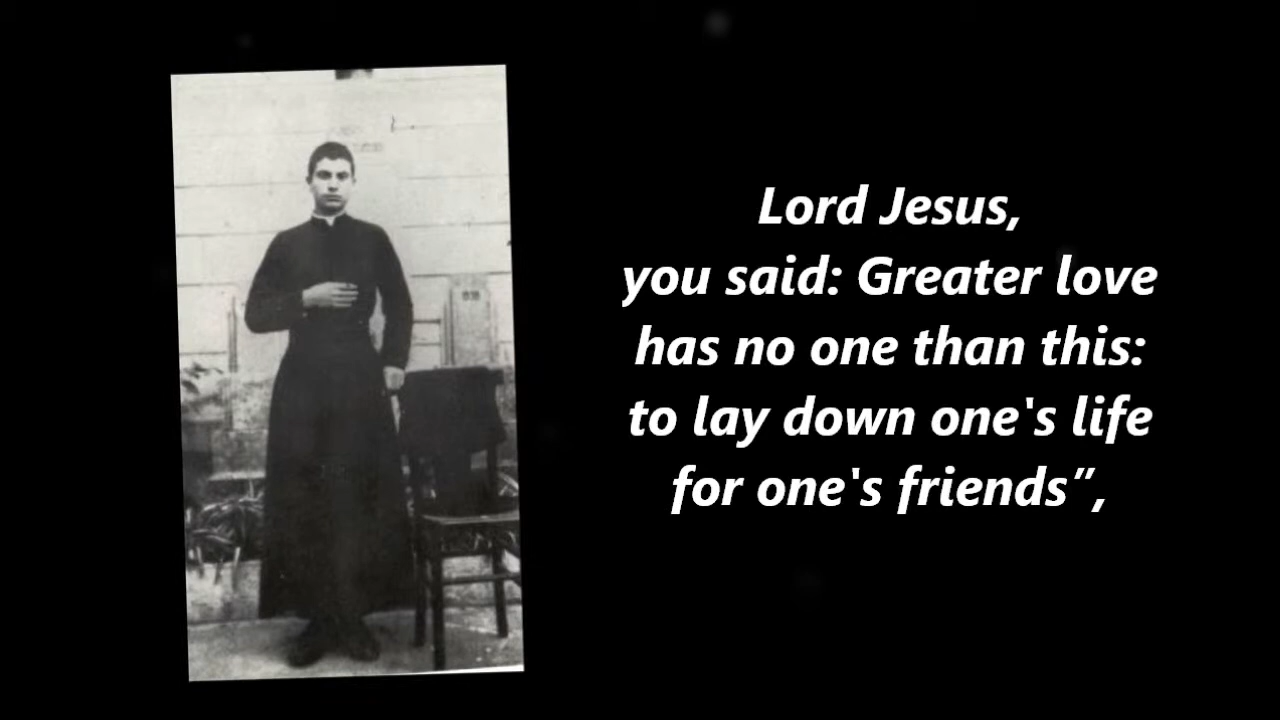 Lord Jesus,
you said: Greater love
has no one than this:
to lay down one's life
for one's friends”,